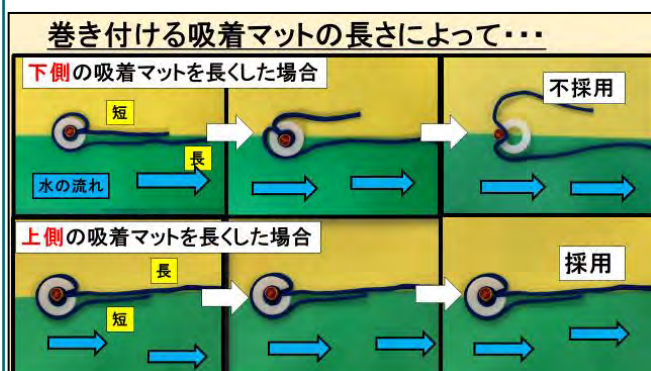 巻き付ける吸着マットの長さによって･･･
下側の吸着マットを長くした場合
短
長
水の流れ
不採用
上側の吸着マットを長くした場合
長
短
採用